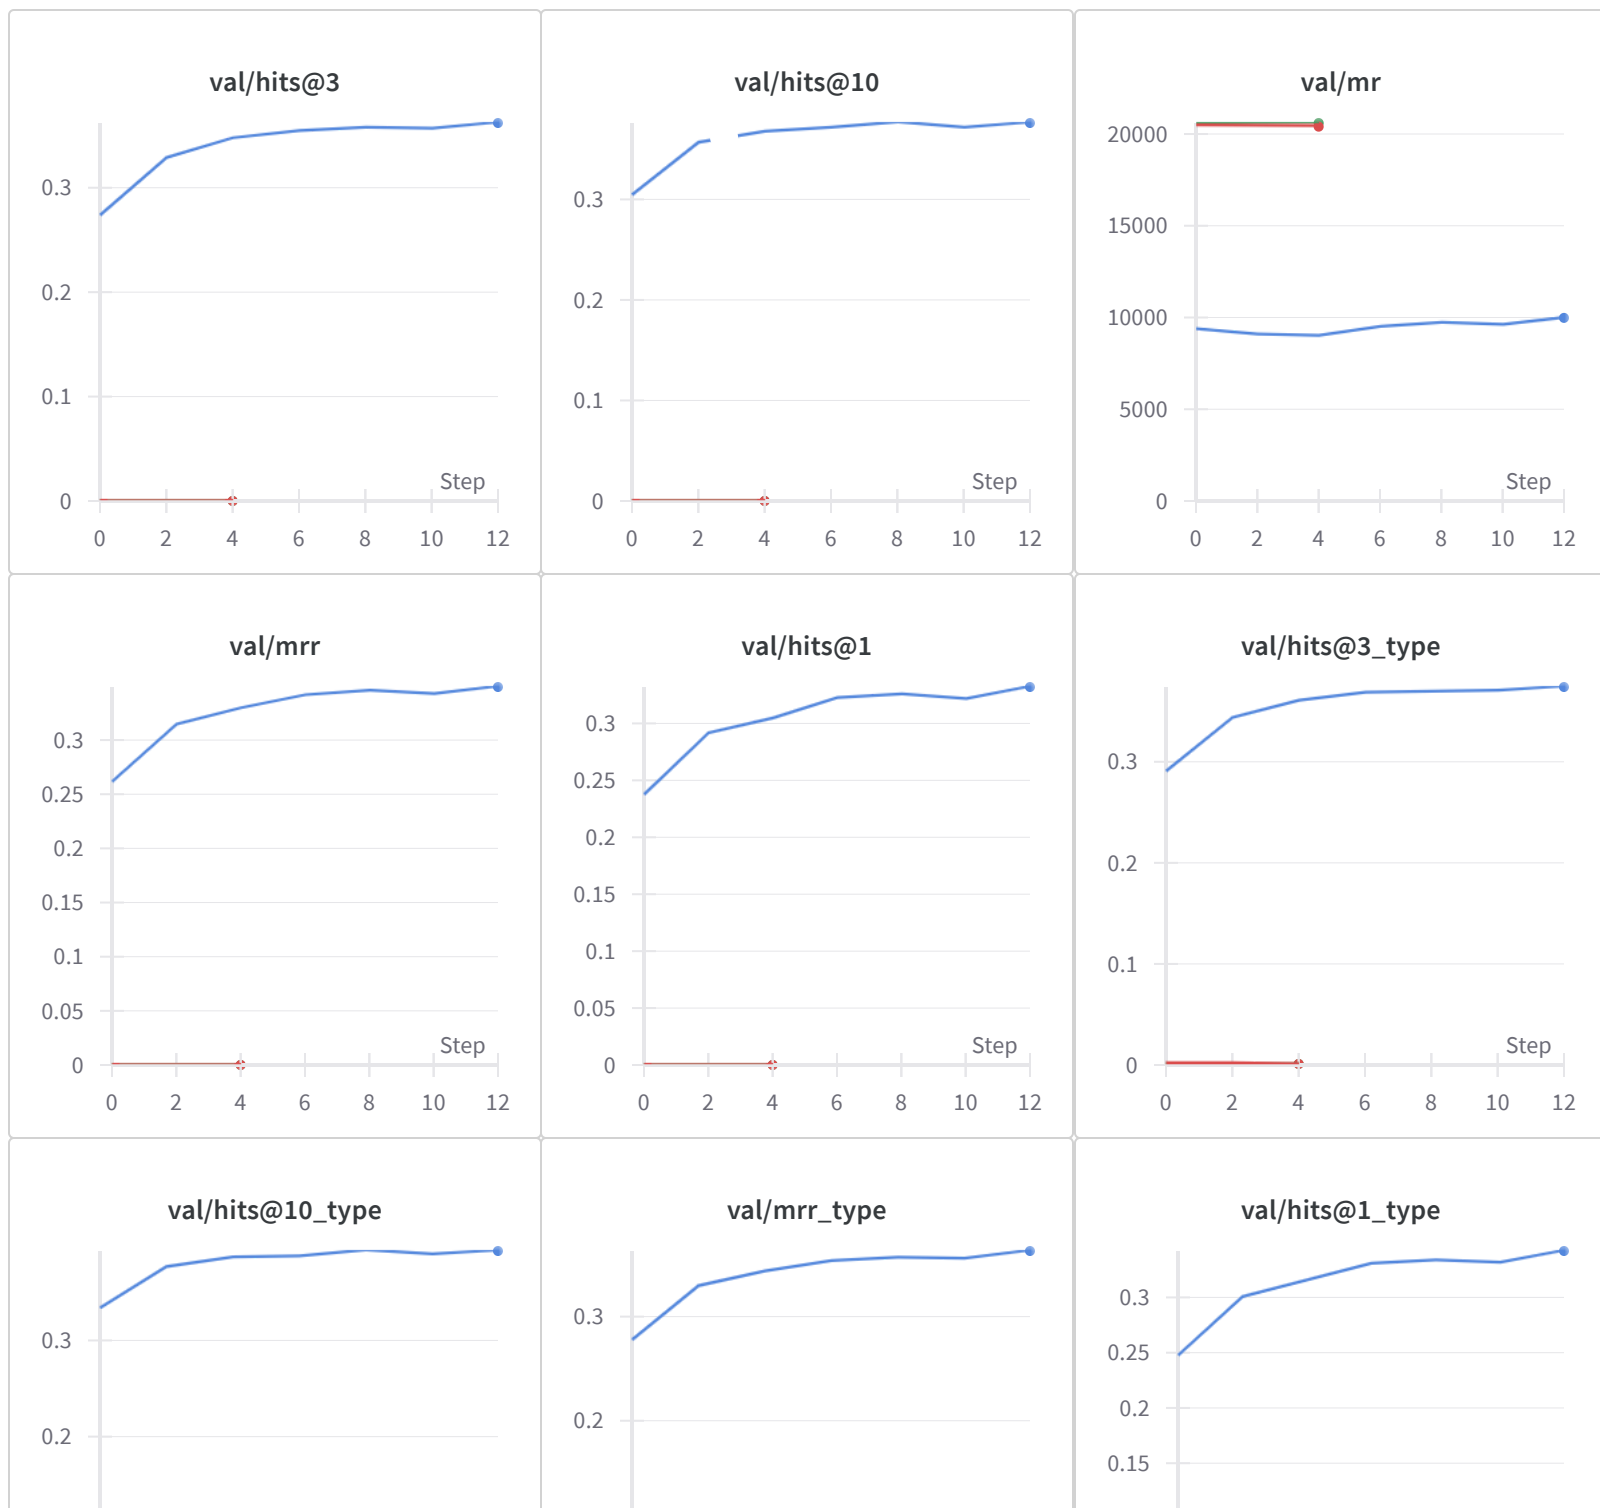 val/hits@3
0.3
0.2
0.1
0
Step
0 2 4 6 8 10 12
val/hits@10
0.3
0.2
0.1
0
Step
0 2 4 6 8 10 12
val/mr
20000
15000
10000
5000
0
Step
0 2 4 6 8 10 12
val/mrr
0.3
0.25
0.2
0.15
0.1
0.05
0
Step
0 2 4 6 8 10 12
val/hits@1
0.3
0.25
0.2
0.15
0.1
0.05
0
Step
0 2 4 6 8 10 12
val/hits@3_type
0.3
0.2
0.1
0
Step
0 2 4 6 8 10 12
val/hits@10_type
0.3
0.2
val/mrr_type
0.3
0.2
val/hits@1_type
0.3
0.25
0.2
0.15